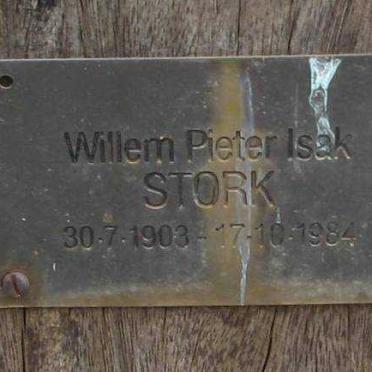 Willem Pieter Isak
STORK
30·7·1903 - 17·10·1984